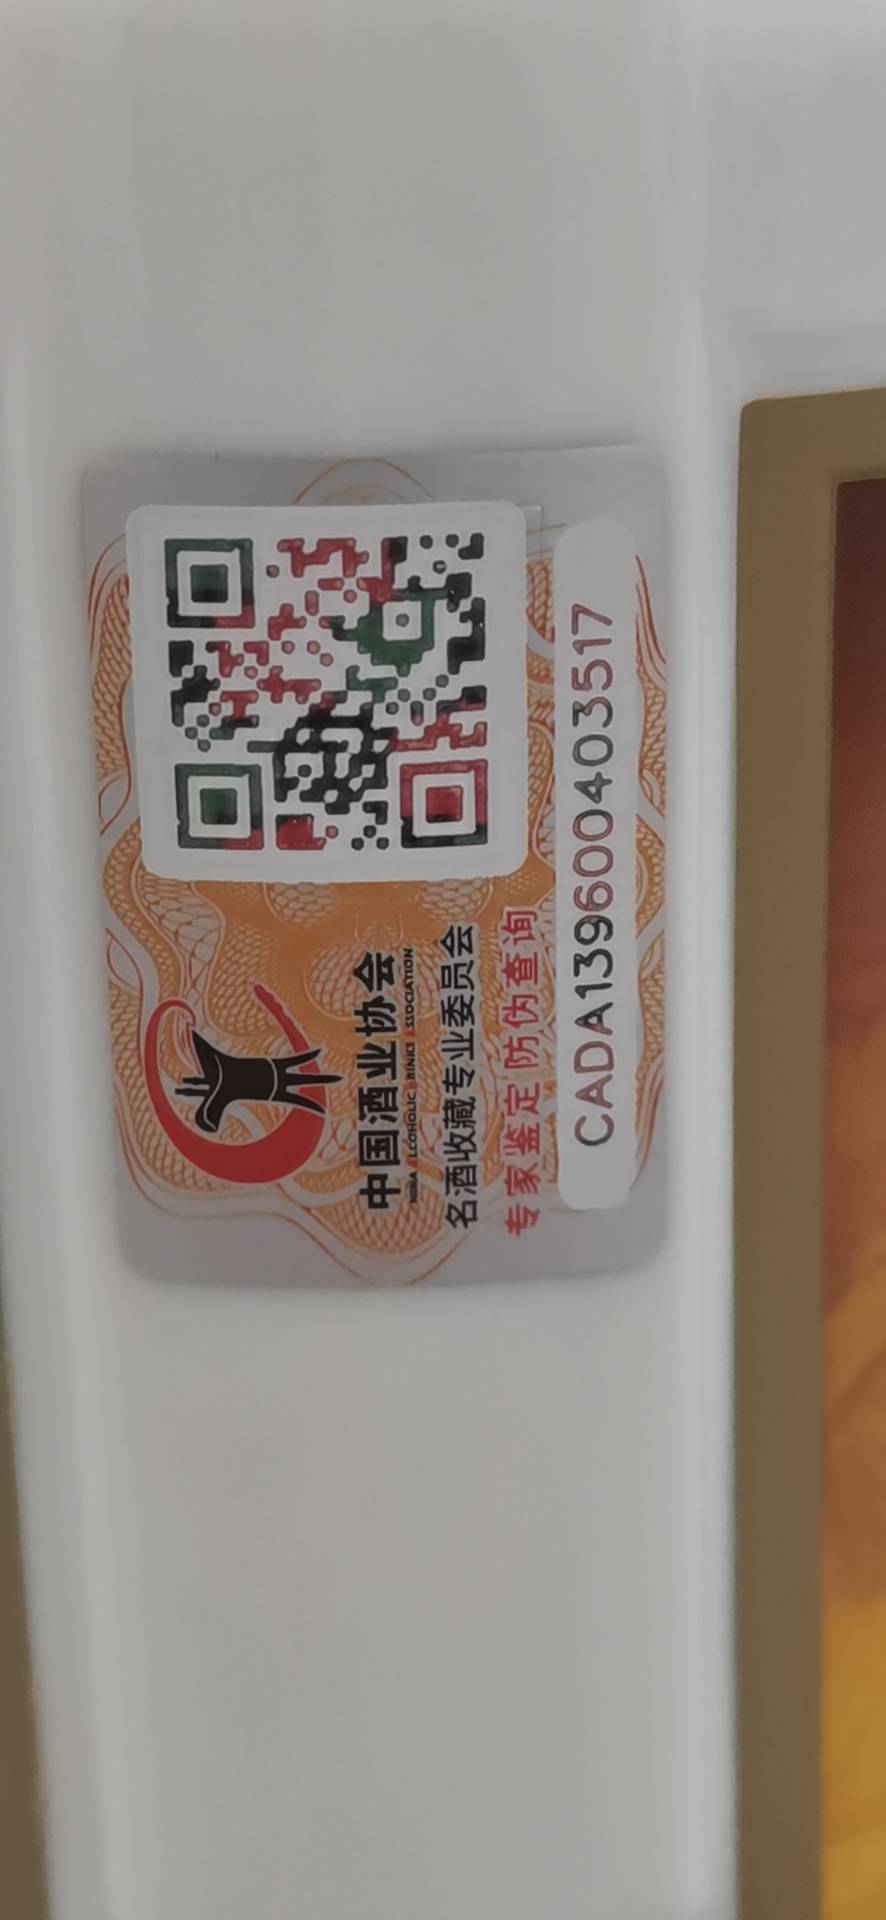 中国酒业协会
CHINA ALCOHOLIC DRINKS ASSOCIATION
名酒收藏专业委员会
专家鉴定 防伪查询
CADA139600403517